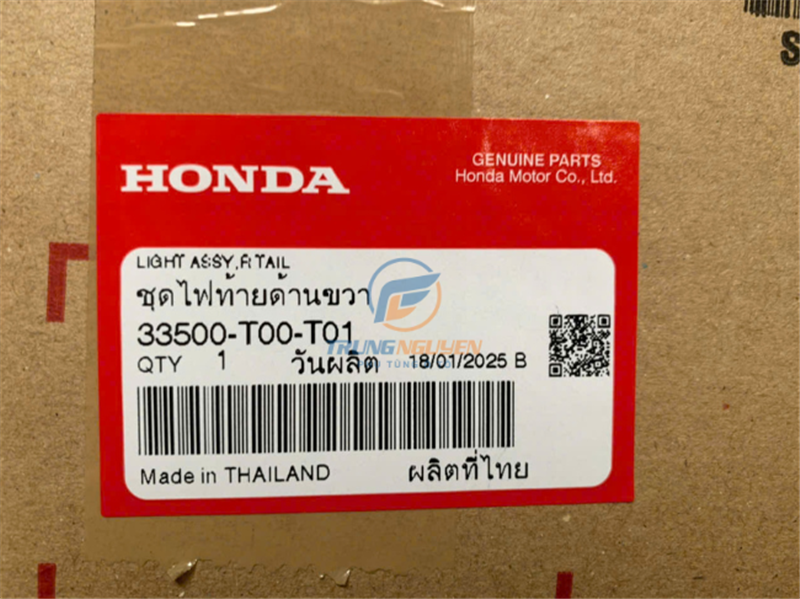 S
HONDA
GENUINE PARTS
Honda Motor Co., Ltd.
LIGHT ASSY,R TAIL
ชุดไฟท้ายด้านขวา
33500-T00-T01
TRUNGNGUYEN
QTY 1 วันผลิต 18/01/2025 B
Made in THAILAND ผลิตที่ไทย